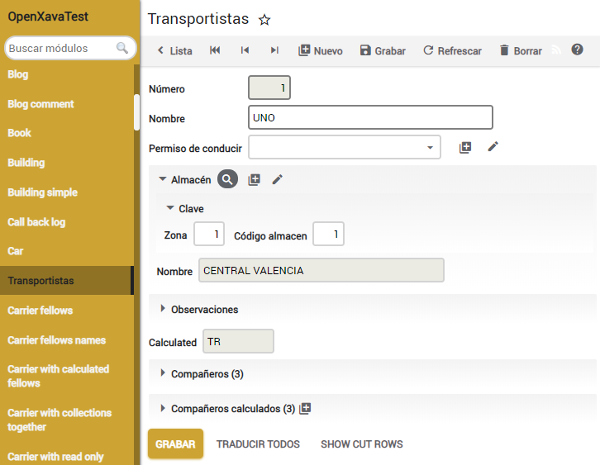 OpenXavaTest
Buscar módulos
Blog
Blog comment
Book
Building
Building simple
Call back log
Car
Transportistas
Carrier fellows
Carrier fellows names
Carrier with calculated
fellows
Carrier with collections
together
Carrier with read only
Transportistas
Lista
Nuevo
Grabar
Refrescar
Borrar
?
Número 1
Nombre UNO
Permiso de conducir
Almacén
Clave
Zona 1 Código almacen 1
Nombre CENTRAL VALENCIA
Observaciones
Calculated TR
Compañeros (3)
Compañeros calculados (3)
GRABAR TRADUCIR TODOS SHOW CUT ROWS